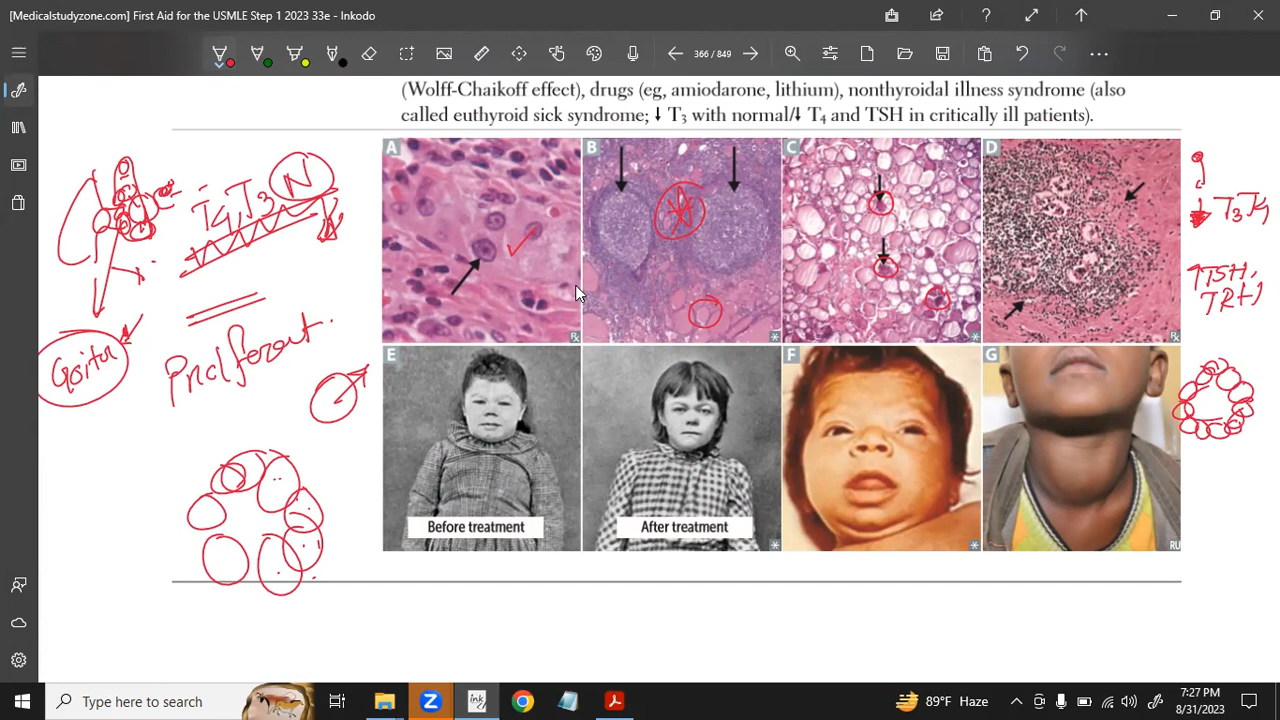 [Medicalstudyzone.com] First Aid for the USMLE Step 1 2023 33e - Inkodo
366 / 849
(Wolff-Chaikoff effect), drugs (eg, amiodarone, lithium), nonthyroidal illness syndrome (also
called euthyroid sick syndrome; ↓ T3 with normal/↓ T4 and TSH in critically ill patients).
A
B
C
D
T4, T3 N
↑TSH,
Goiter
E
F
G
Before treatment
After treatment
RU
Type here to search
89°F Haze
7:27 PM
8/31/2023